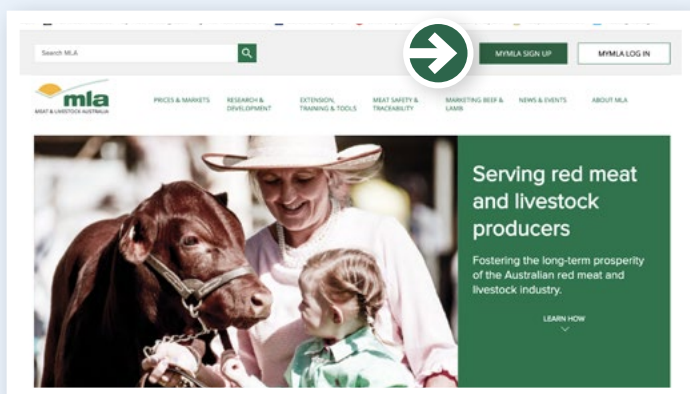 Search MLA
MYMLA SIGN UP
MYMLA LOG IN
mla
MEAT & LIVESTOCK AUSTRALIA
PRICES & MARKETS
RESEARCH &
DEVELOPMENT
EXTENSION,
TRAINING & TOOLS
MEAT SAFETY &
TRACEABILITY
MARKETING BEEF &
LAMB
NEWS & EVENTS
ABOUT MLA
Serving red meat
and livestock
producers
Fostering the long-term prosperity
of the Australian red meat and
livestock industry.
LEARN HOW